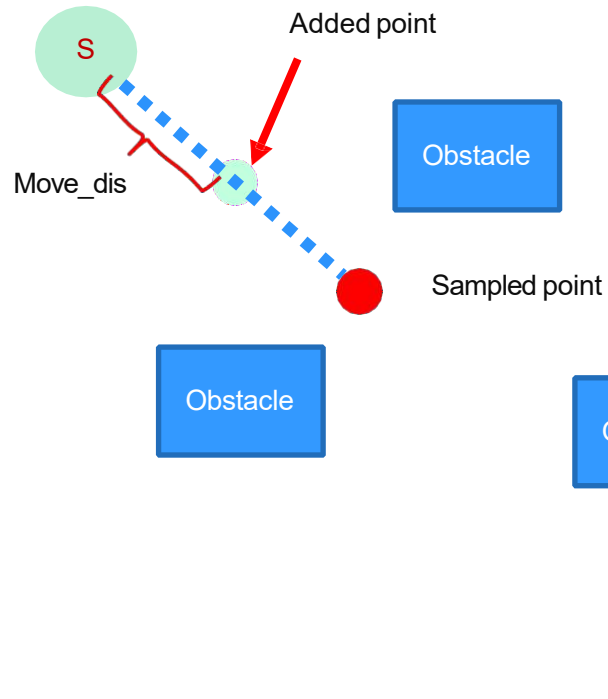 Added point
S
Obstacle
Move_dis
Sampled point
Obstacle